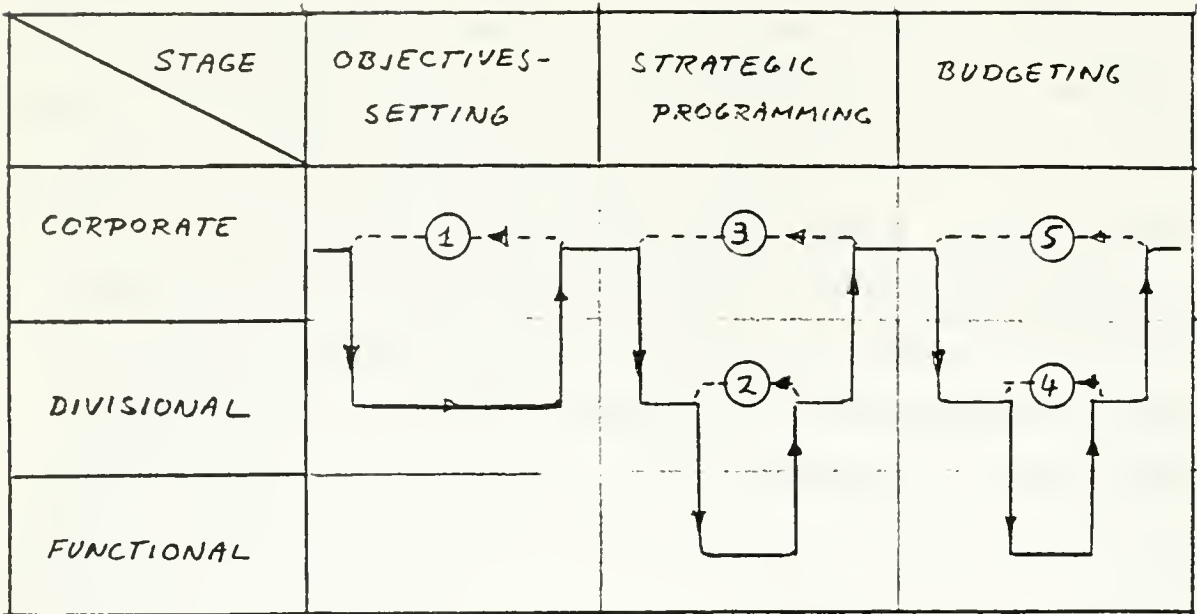 STAGE
OBJECTIVES-
SETTING
STRATEGIC
PROGRAMMING
BUDGETING
CORPORATE
1
3
5
DIVISIONAL
2
4
FUNCTIONAL